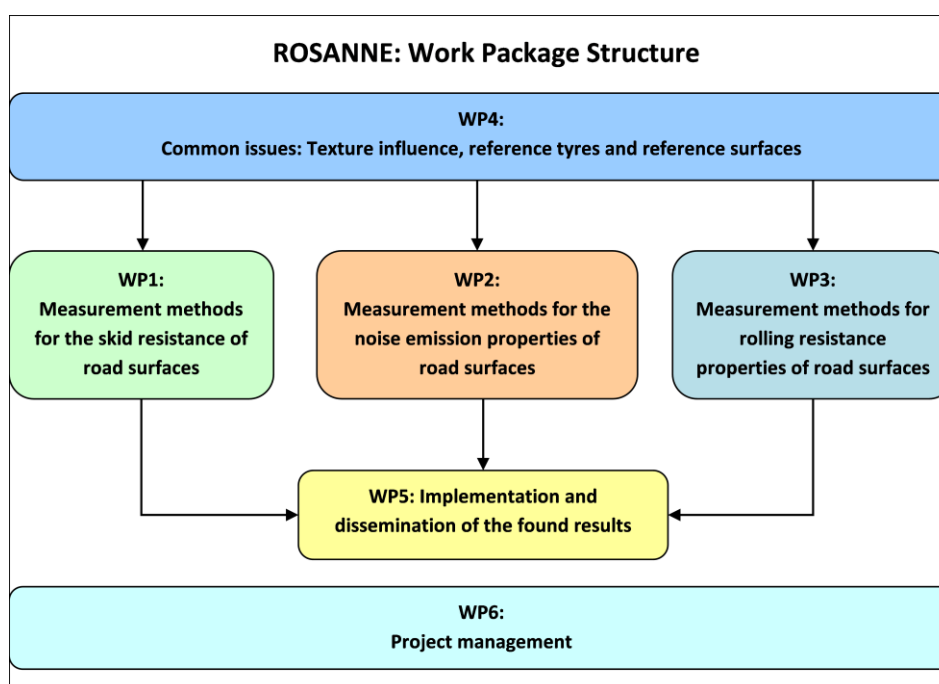 ROSANNE: Work Package Structure
WP4:
Common issues: Texture influence, reference tyres and reference surfaces
WP1:
Measurement methods
for the skid resistance of
road surfaces
WP2:
Measurement methods for the
noise emission properties of
road surfaces
WP3:
Measurement methods for
rolling resistance
properties of road surfaces
WP5: Implementation and
dissemination of the found results
WP6:
Project management